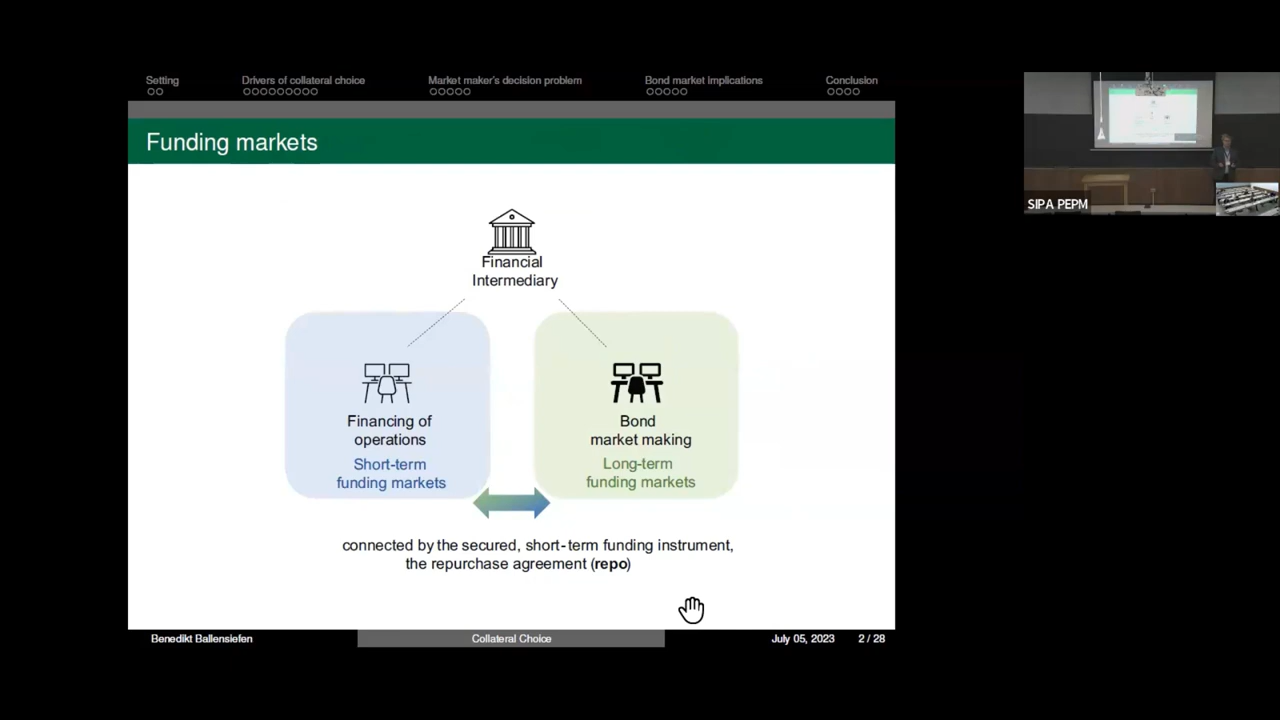 Setting
Drivers of collateral choice
Market maker's decision problem
Bond market implications
Conclusion
Funding markets
Financial
Intermediary
Financing of
operations
Short-term
funding markets
Bond
market making
Long-term
funding markets
connected by the secured, short-term funding instrument,
the repurchase agreement (repo)
Benedikt Ballensiefen
Collateral Choice
July 05, 2023
2 / 28
SIPA PEPM